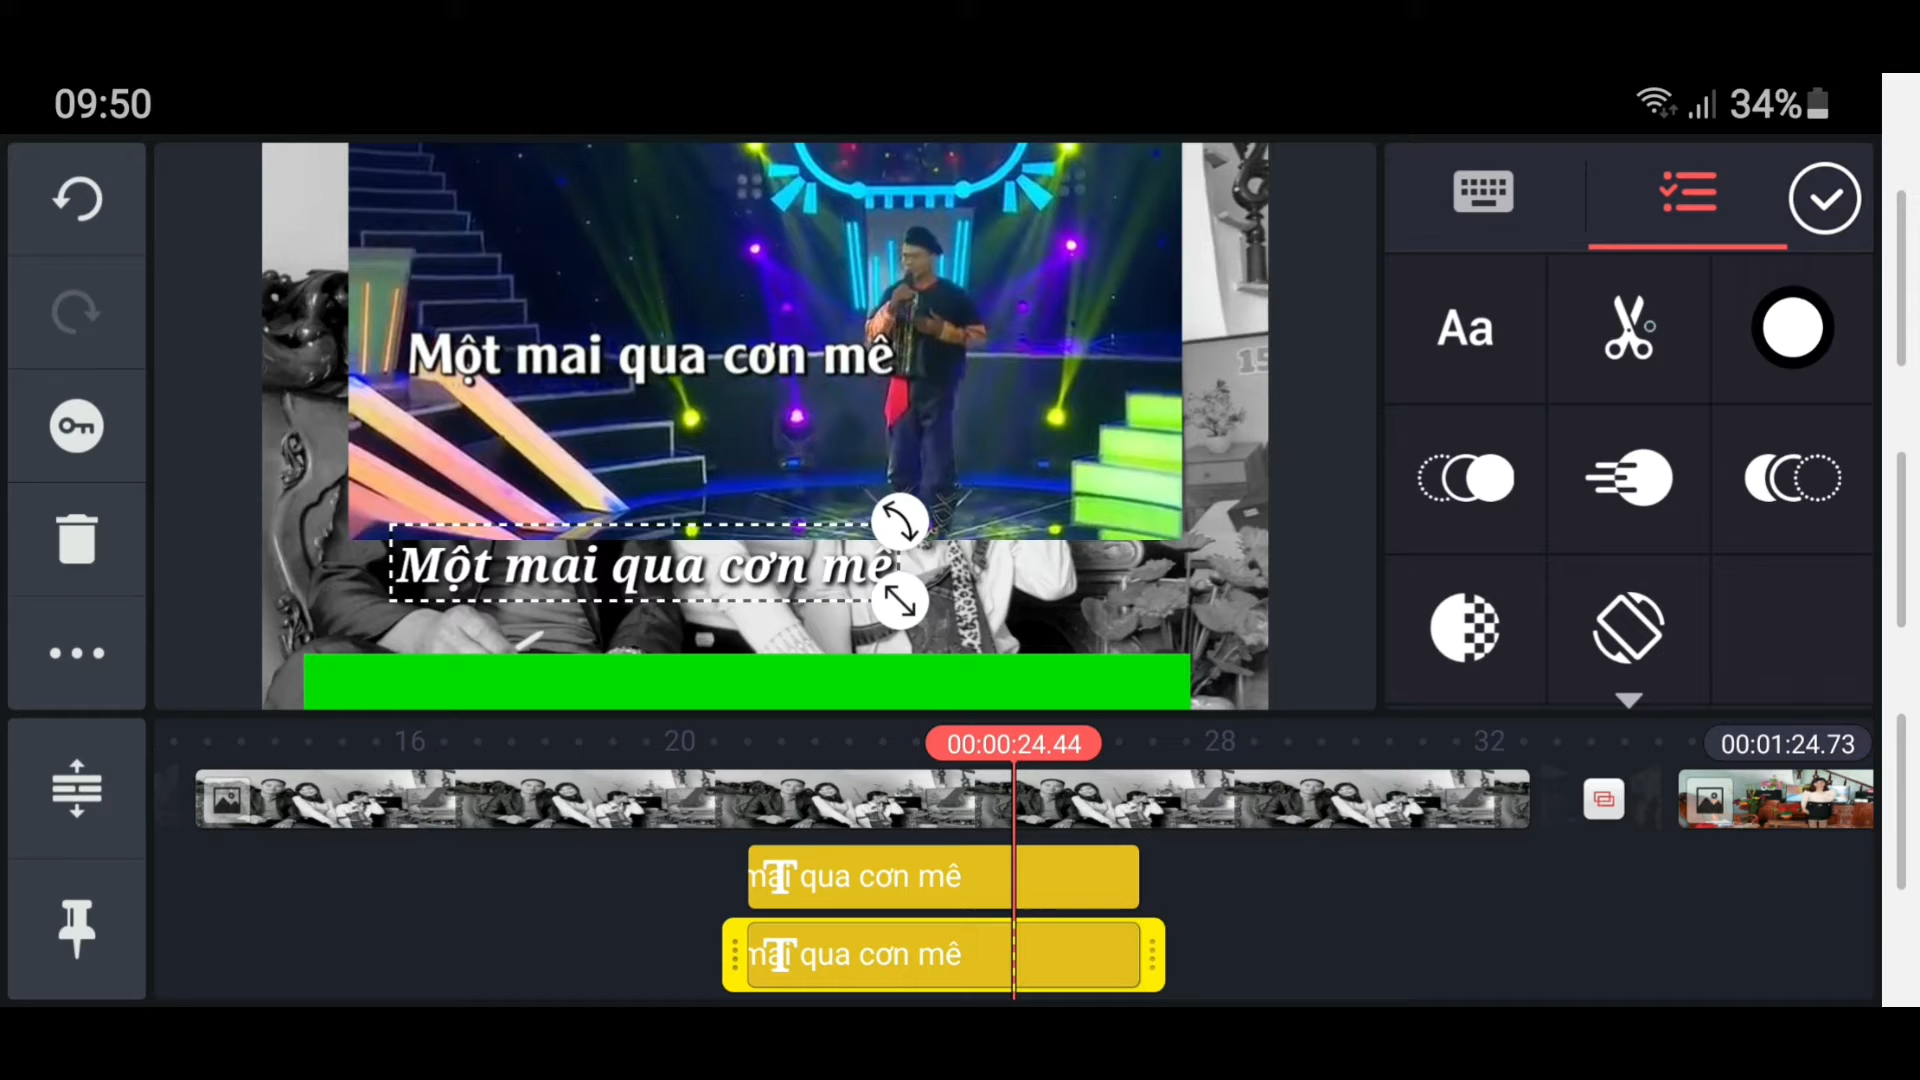 09:50
34%
Aa
Một mai qua cơn mê
15
Một mai qua cơn mê
16
20
00:00:24.44
28
32
00:01:24.73
mai qua cơn mê
mai qua cơn mê